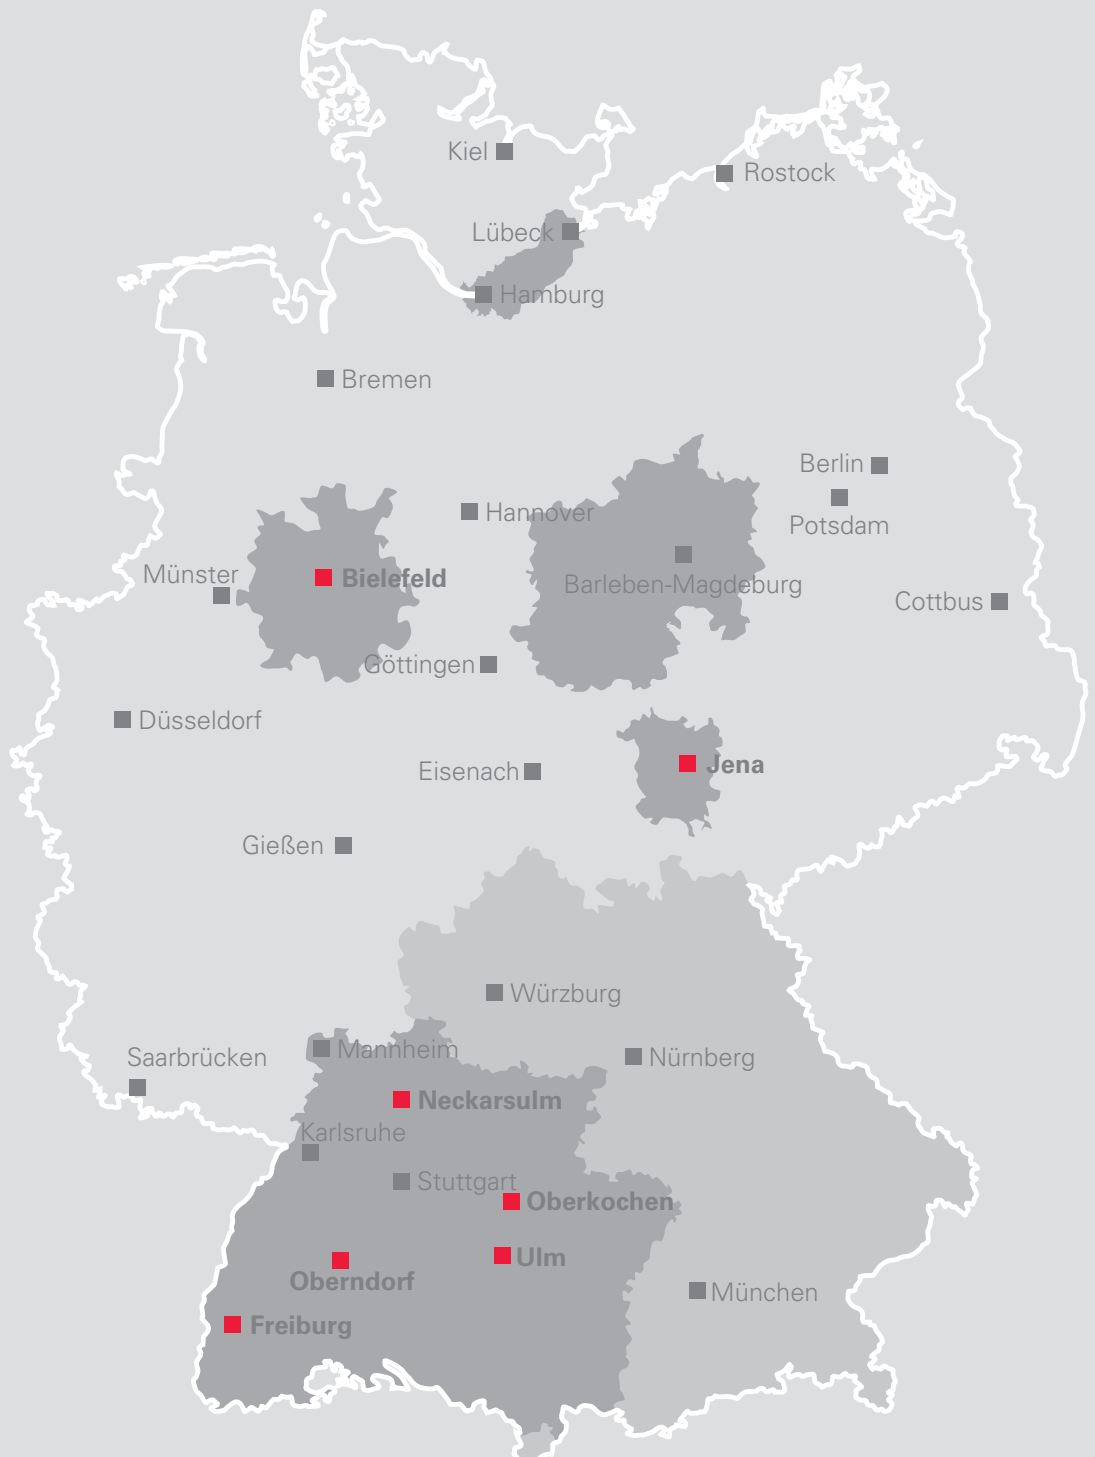 Kiel
Rostock
Lübeck
Hamburg
Bremen
Berlin
Hannover
Potsdam
Münster
Bielefeld
Barleben-Magdeburg
Cottbus
Göttingen
Düsseldorf
Jena
Eisenach
Gießen
Würzburg
Mannheim
Saarbrücken
Nürnberg
Neckarsulm
Karlsruhe
Stuttgart
Oberkochen
Ulm
Oberndorf
München
Freiburg